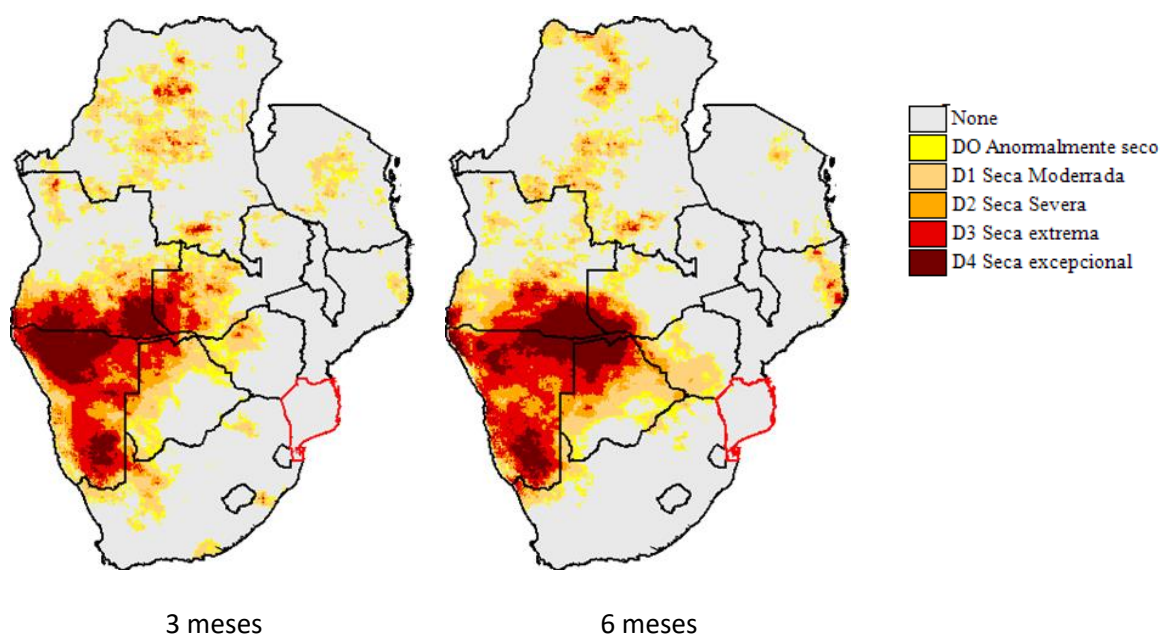 None
DO Anormalmente seco
D1 Seca Moderrada
D2 Seca Severa
D3 Seca extrema
D4 Seca excepcional
3 meses
6 meses